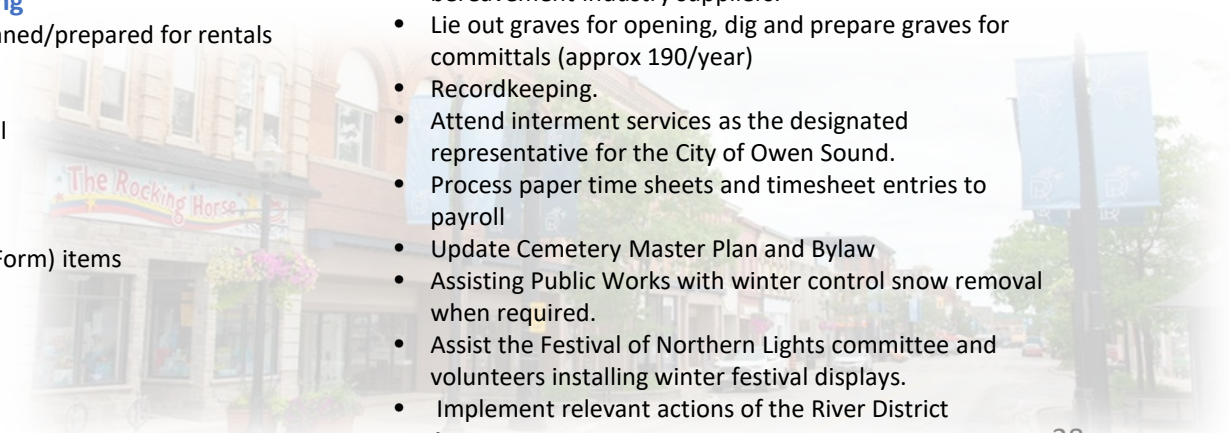 ng
ned/prepared for rentals
l
Form) items
bereavement industry suppliers.
• Lie out graves for opening, dig and prepare graves for
committals (approx 190/year)
• Recordkeeping.
• Attend interment services as the designated
representative for the City of Owen Sound.
• Process paper time sheets and timesheet entries to
payroll
• Update Cemetery Master Plan and Bylaw
• Assisting Public Works with winter control snow removal
when required.
• Assist the Festival of Northern Lights committee and
volunteers installing winter festival displays.
• Implement relevant actions of the River District
The Rocking Horse